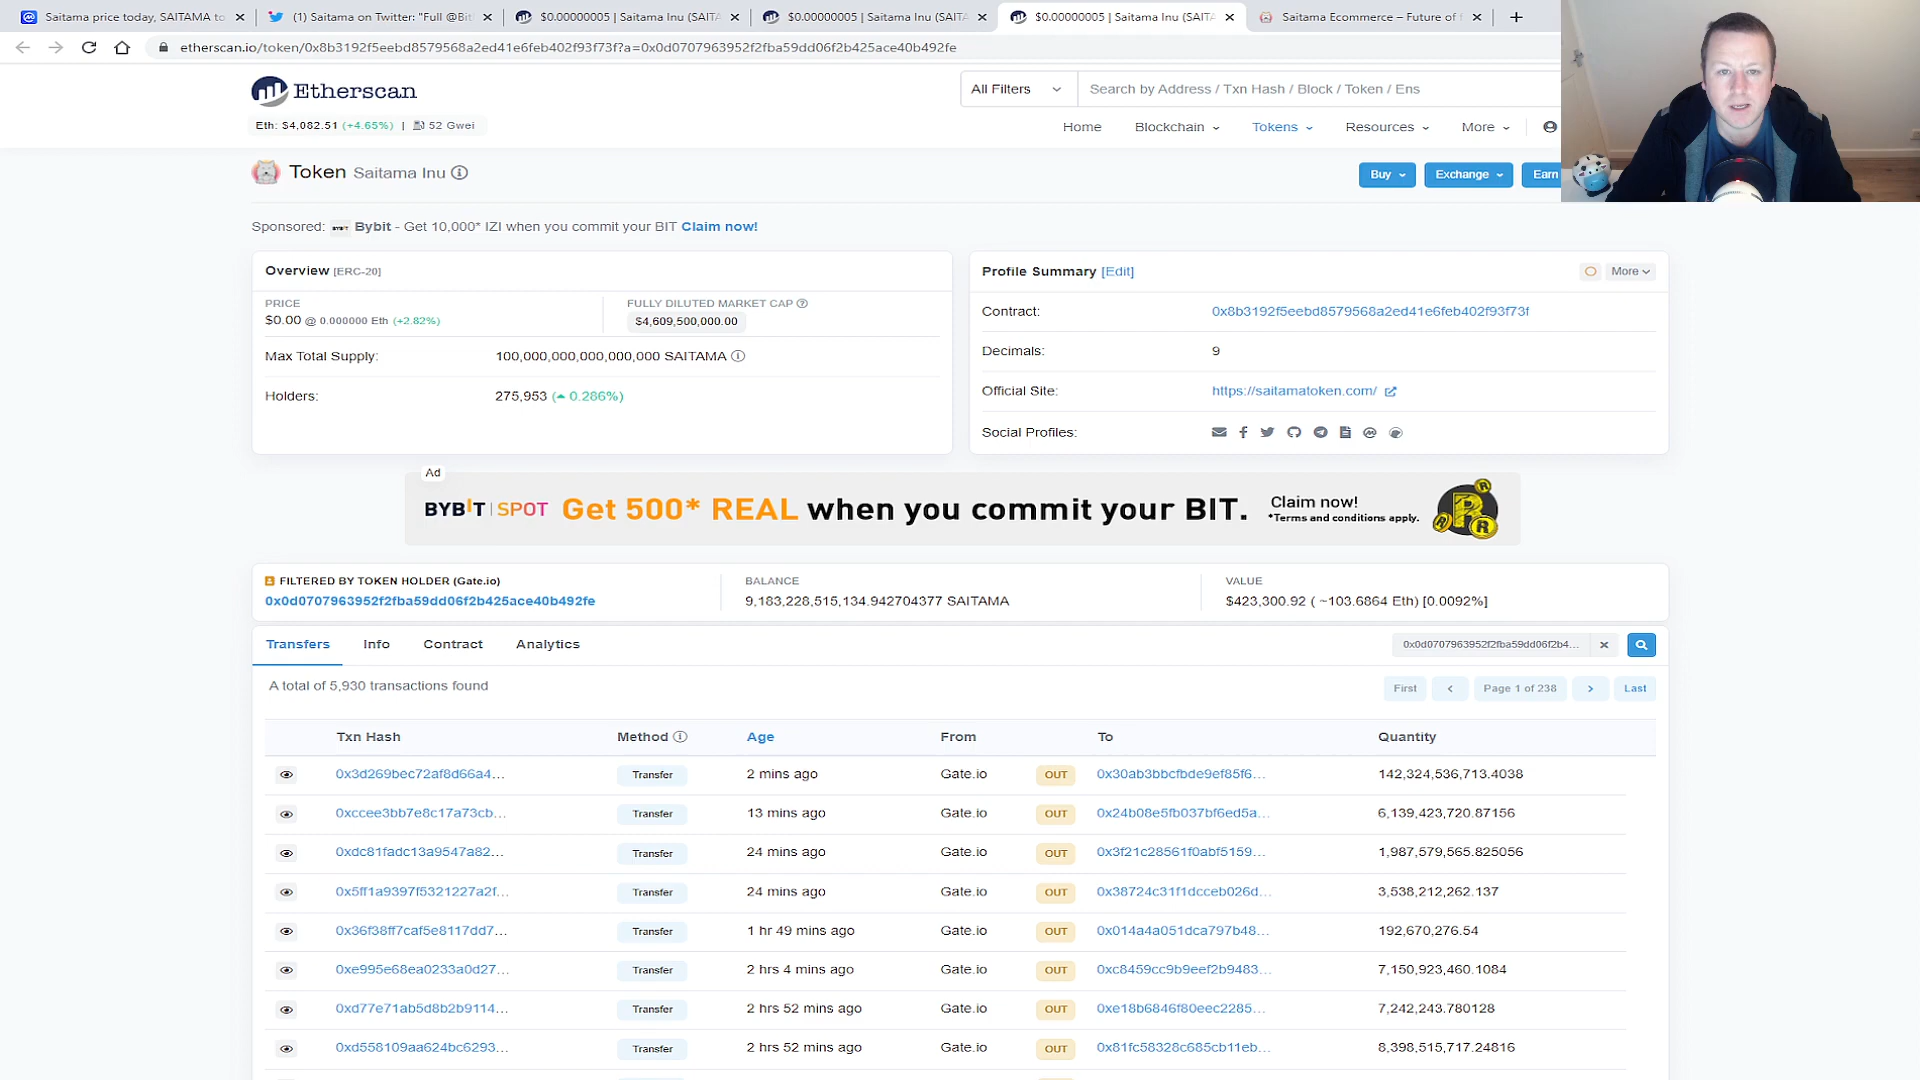 Saitama price today, SAITAMA to
(1) Saitama on Twitter: "Full @Bit
$0.00000005 | Saitama Inu (SAITA
$0.00000005 | Saitama Inu (SAITA
$0.00000005 | Saitama Inu (SAITA
Saitama Ecommerce – Future of f
etherscan.io/token/0x8b3192f5eebd8579568a2ed41e6feb402f93f73f?a=0x0d0707963952f2fba59dd06f2b425ace40b492fe
Etherscan
All Filters
Search by Address / Txn Hash / Block / Token / Ens
Eth: $4,082.51 (+4.65%) | 52 Gwei
Home Blockchain Tokens Resources More
Token Saitama Inu
Buy Exchange Earn
Sponsored: Bybit - Get 10,000* IZI when you commit your BIT Claim now!
Overview [ERC-20]
PRICE
$0.00 @ 0.000000 Eth (+2.82%)
FULLY DILUTED MARKET CAP
$4,609,500,000.00
Max Total Supply: 100,000,000,000,000,000 SAITAMA
Holders: 275,953 (0.286%)
Profile Summary [Edit]
More
Contract: 0x8b3192f5eebd8579568a2ed41e6feb402f93f73f
Decimals: 9
Official Site: https://saitamatoken.com/
Social Profiles:
Ad
BYBIT | SPOT Get 500* REAL when you commit your BIT.
Claim now!
*Terms and conditions apply.
FILTERED BY TOKEN HOLDER (Gate.io)
0x0d0707963952f2fba59dd06f2b425ace40b492fe
BALANCE
9,183,228,515,134.942704377 SAITAMA
VALUE
$423,300.92 ( ~103.6864 Eth) [0.0092%]
Transfers Info Contract Analytics
0x0d0707963952f2fba59dd06f2b4...
A total of 5,930 transactions found
First Page 1 of 238 Last
Txn Hash Method Age From To Quantity
0x3d269bec72af8d66a4... Transfer 2 mins ago Gate.io OUT 0x30ab3bbcfbde9ef85f6... 142,324,536,713.4038
0xccee3bb7e8c17a73cb... Transfer 13 mins ago Gate.io OUT 0x24b08e5fb037bf6ed5a... 6,139,423,720.87156
0xdc81fadc13a9547a82... Transfer 24 mins ago Gate.io OUT 0x3f21c28561f0abf5159... 1,987,579,565.825056
0x5ff1a9397f5321227a2f... Transfer 24 mins ago Gate.io OUT 0x38724c31f1dcceb026d... 3,538,212,262.137
0x36f38ff7caf5e8117dd7... Transfer 1 hr 49 mins ago Gate.io OUT 0x014a4a051dca797b48... 192,670,276.54
0xe995e68ea0233a0d27... Transfer 2 hrs 4 mins ago Gate.io OUT 0xc8459cc9b9eef2b9483... 7,150,923,460.1084
0xd77e71ab5d8b2b9114... Transfer 2 hrs 52 mins ago Gate.io OUT 0xe18b6846f80eec2285... 7,242,243.780128
0xd558109aa624bc6293... Transfer 2 hrs 52 mins ago Gate.io OUT 0x81fc58328c685cb11eb... 8,398,515,717.24816